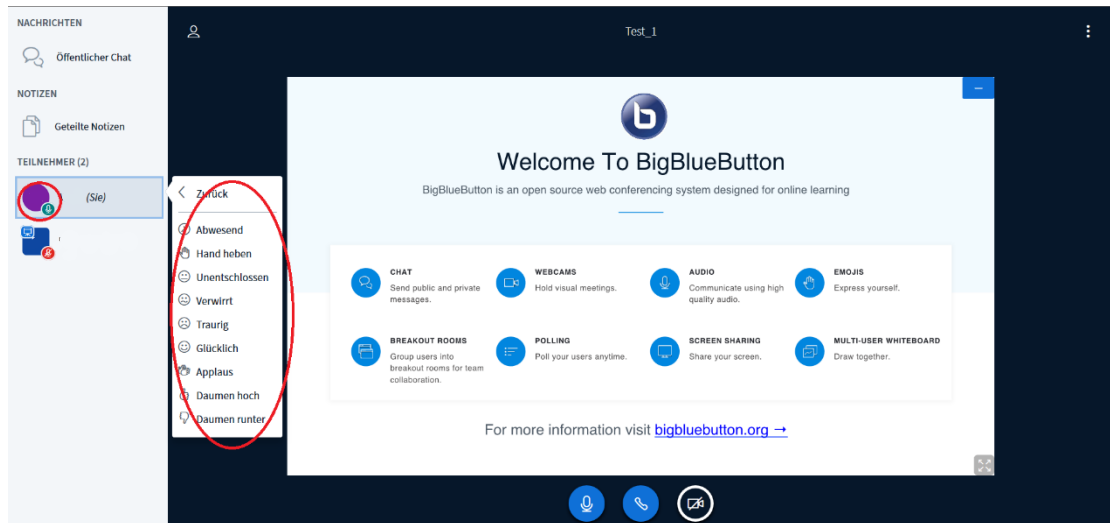 NACHRICHTEN
Öffentlicher Chat
NOTIZEN
Geteilte Notizen
TEILNEHMER (2)
(Sie)
Zurück
Abwesend
Hand heben
Unentschlossen
Verwirrt
Traurig
Glücklich
Applaus
Daumen hoch
Daumen runter
Test_1
b
Welcome To BigBlueButton
BigBlueButton is an open source web conferencing system designed for online learning
CHAT
Send public and private
messages.
WEBCAMS
Hold visual meetings.
AUDIO
Communicate using high
quality audio.
EMOJIS
Express yourself.
BREAKOUT ROOMS
Group users into
breakout rooms for team
collaboration.
POLLING
Poll your users anytime.
SCREEN SHARING
Share your screen.
MULTI-USER WHITEBOARD
Draw together.
For more information visit bigbluebutton.org →